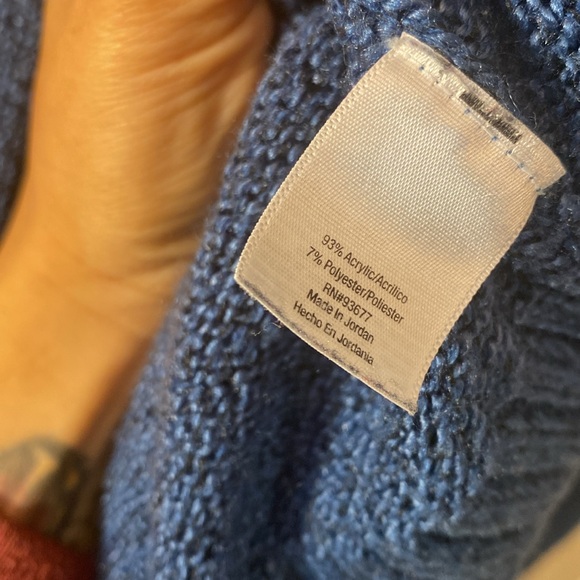 93% Acrylic/Acrilico
7% Polyester/Poliester
RN#93677
Made In Jordan
Hecho En Jordania